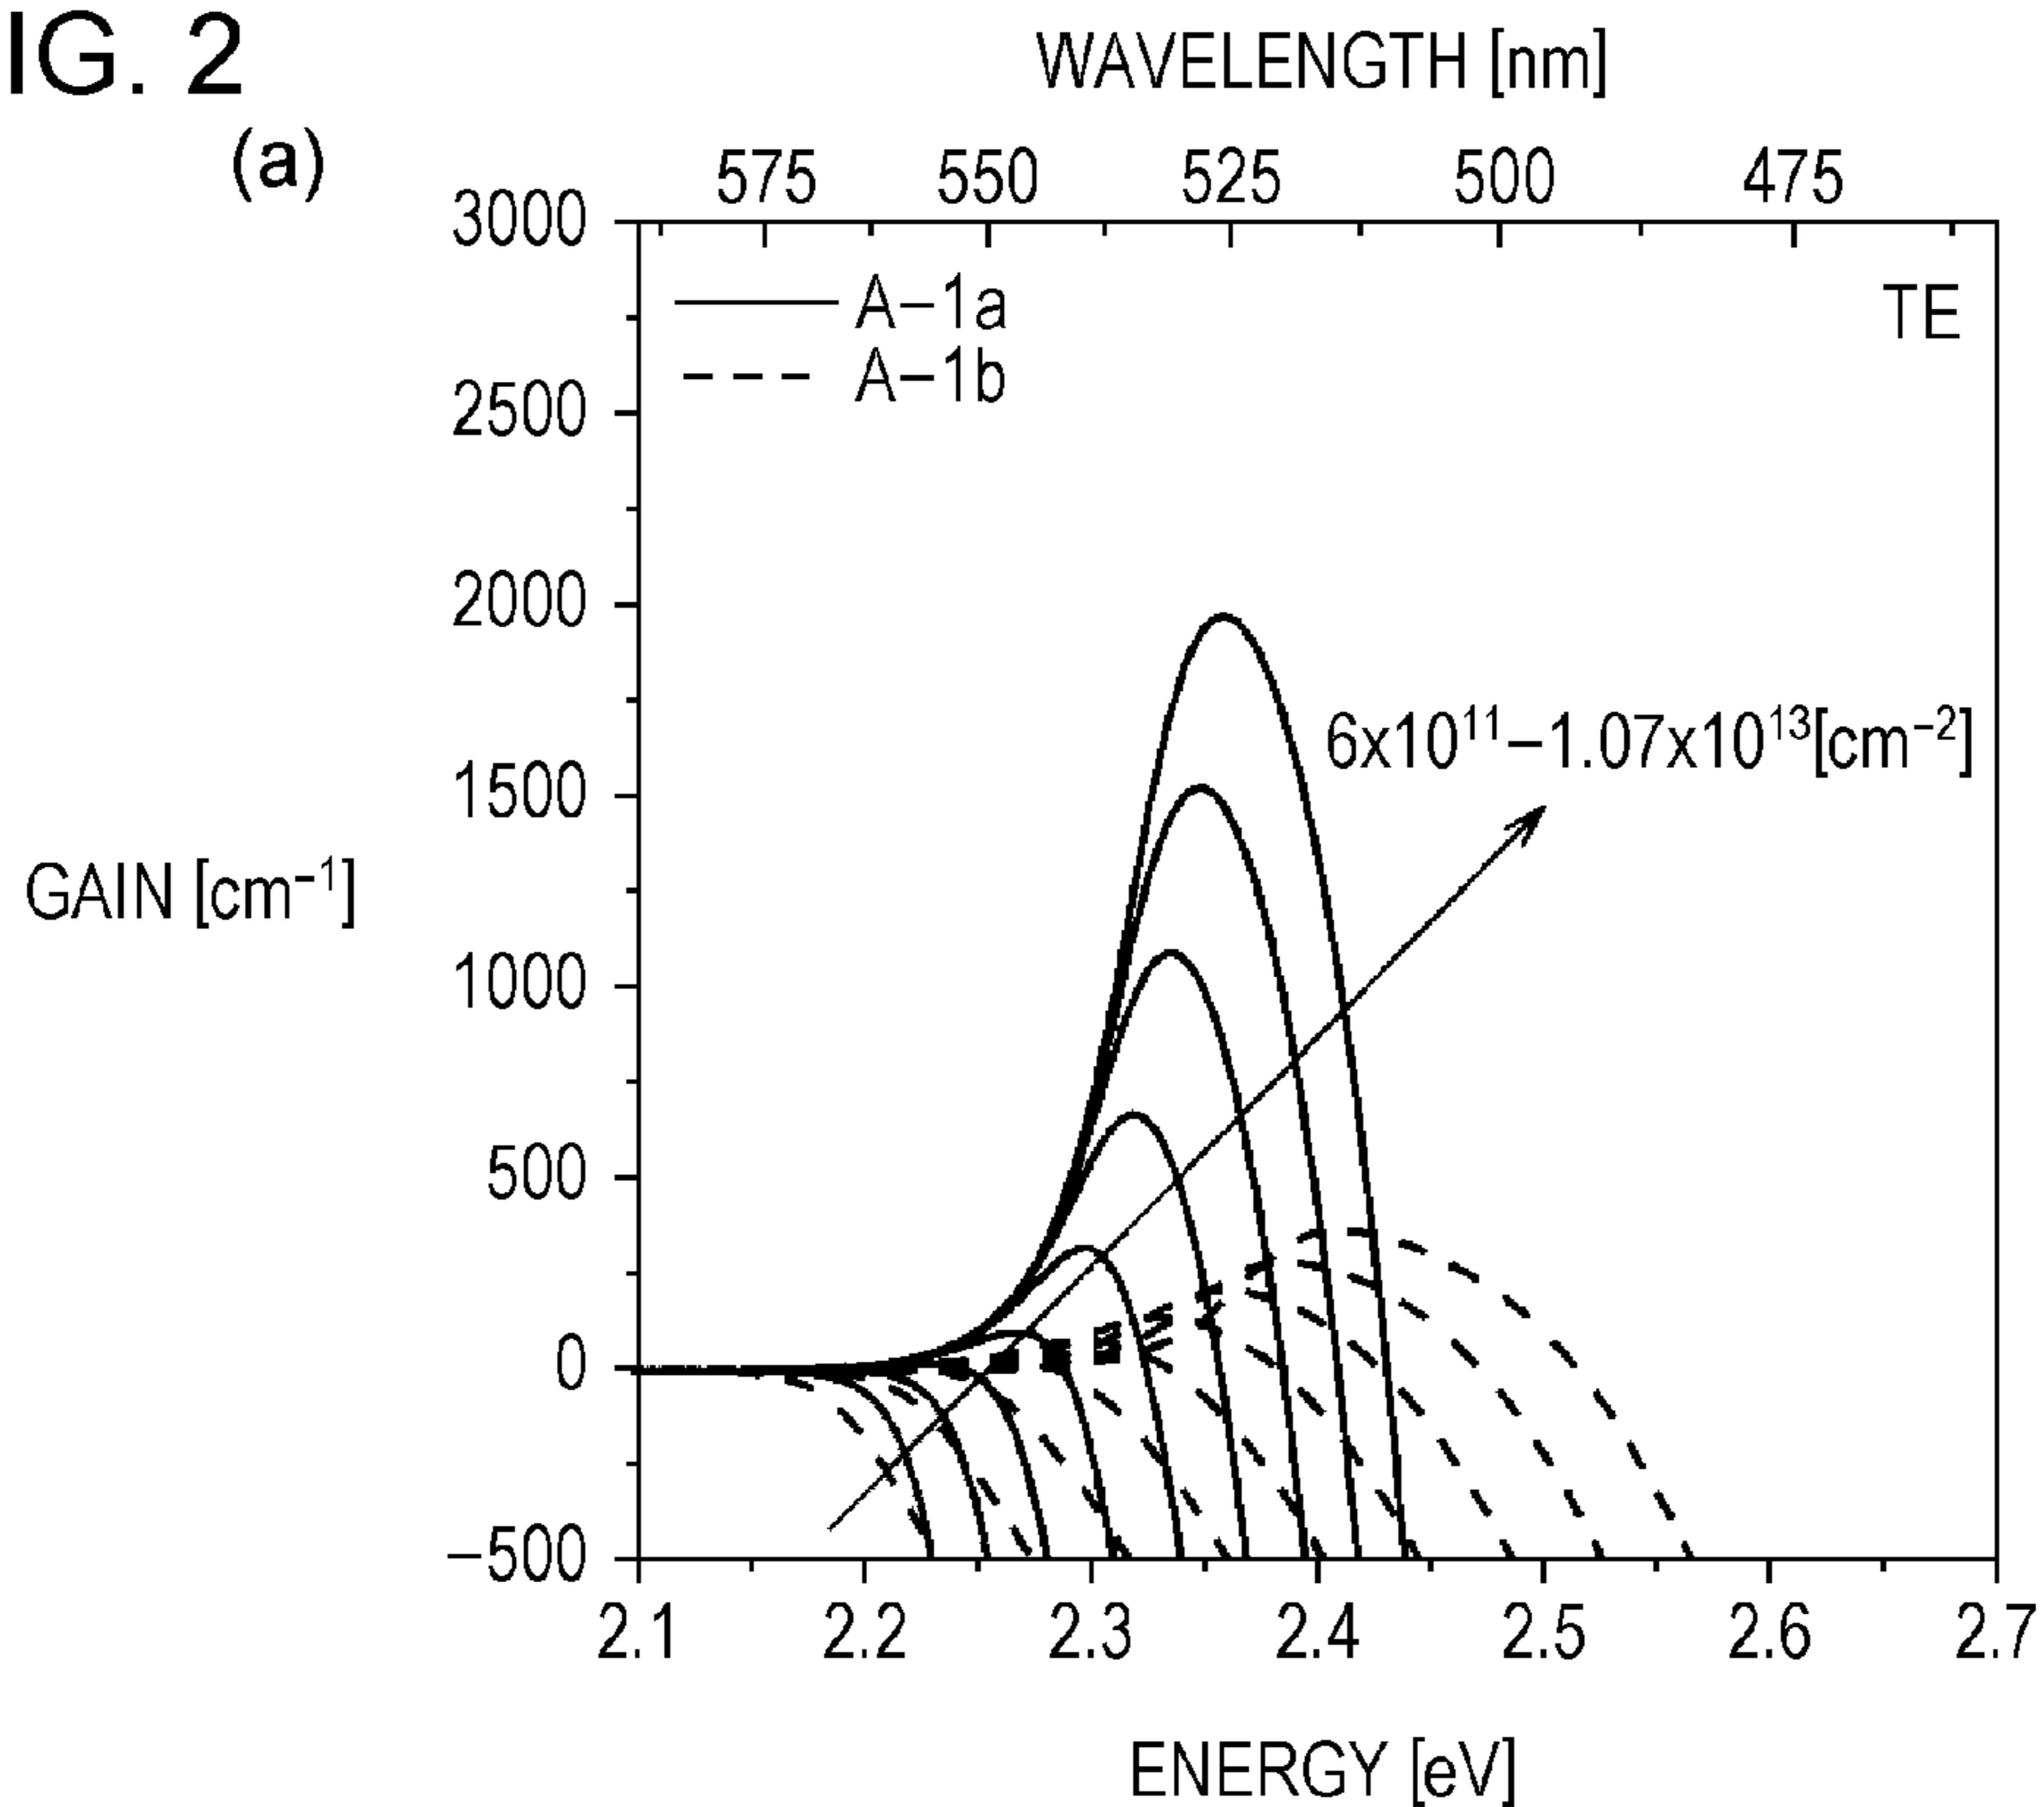 IG. 2
(a)
WAVELENGTH [nm]
575 550 525 500 475
3000
2500
2000
1500
1000
500
0
−500
GAIN [cm⁻¹]
A−1a
A−1b
TE
6x10¹¹−1.07x10¹³[cm⁻²]
2.1 2.2 2.3 2.4 2.5 2.6 2.7
ENERGY [eV]